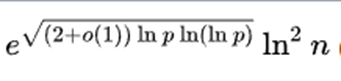 e^{\sqrt{(2+o(1)) \ln p \ln(\ln p)}} \ln^2 n